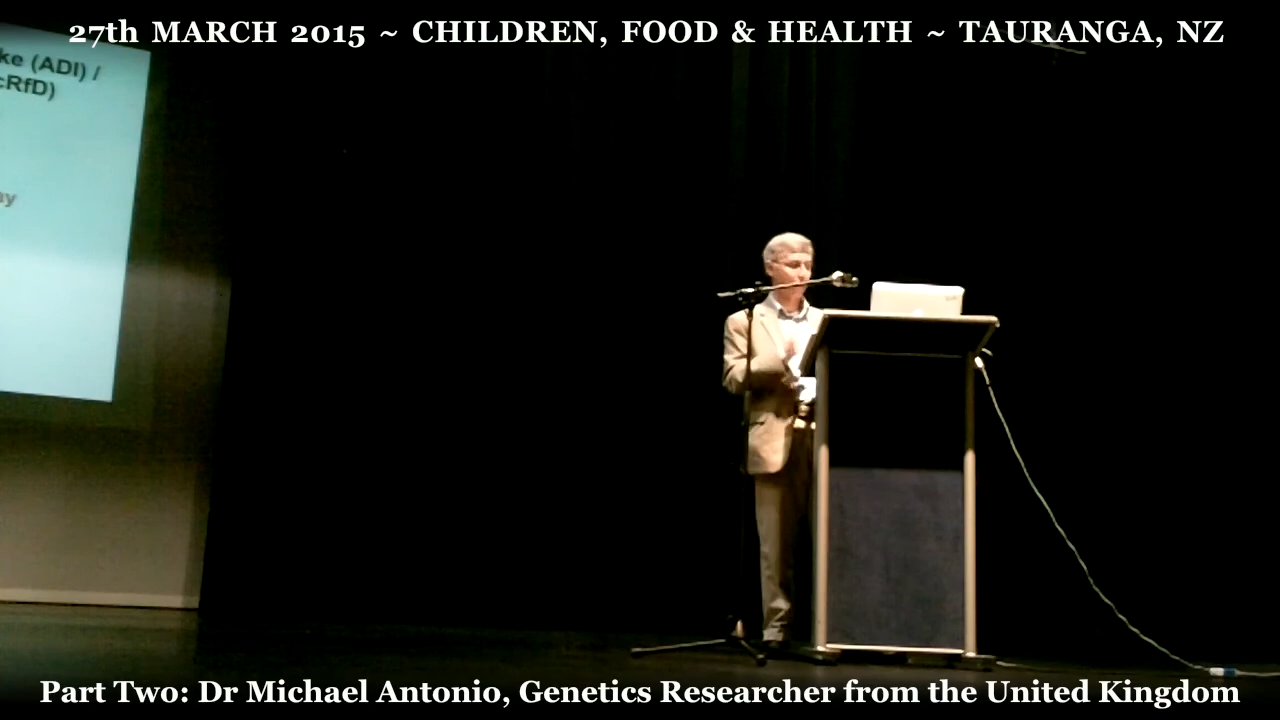 27th MARCH 2015 ~ CHILDREN, FOOD & HEALTH ~ TAURANGA, NZ
ke (ADI) /
cRfD)
ay
Part Two: Dr Michael Antonio, Genetics Researcher from the United Kingdom